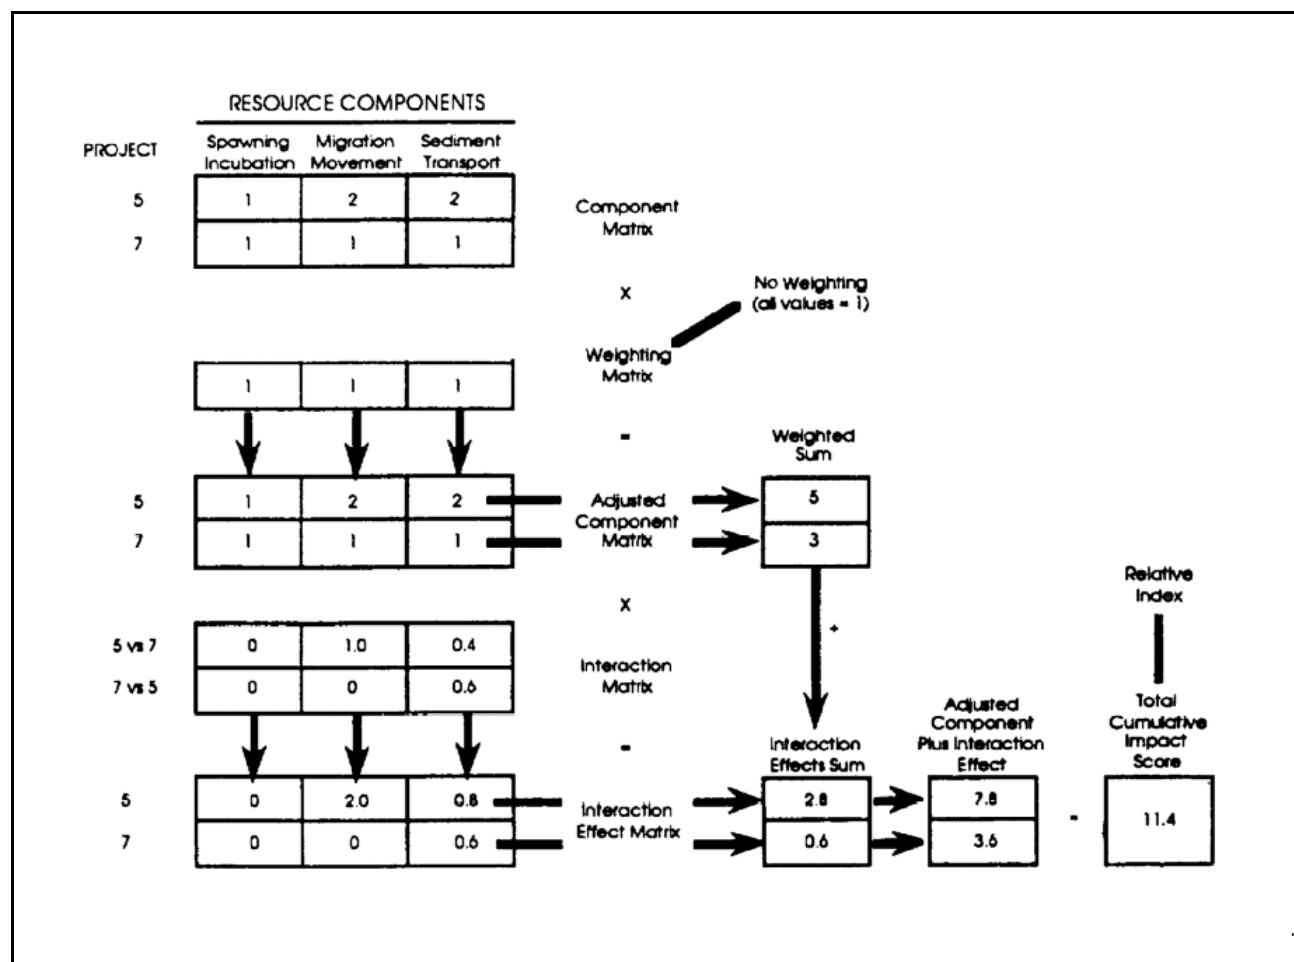 RESOURCE COMPONENTS
PROJECT
Spawning Incubation
Migration Movement
Sediment Transport
5 1 2 2
7 1 1 1
Component
Matrix
x
No Weighting
(all values = 1)
Weighting
Matrix
1 1 1
=
Weighted
Sum
5 1 2 2
7 1 1 1
Adjusted
Component
Matrix
5
3
x
+
5 vs 7 0 1.0 0.4
7 vs 5 0 0 0.6
Interaction
Matrix
=
5 0 2.0 0.8
7 0 0 0.6
Interaction
Effect Matrix
Interaction
Effects Sum
2.8
0.6
Adjusted
Component
Plus Interaction
Effect
7.8
3.6
=
Relative
Index
Total
Cumulative
Impact
Score
11.4